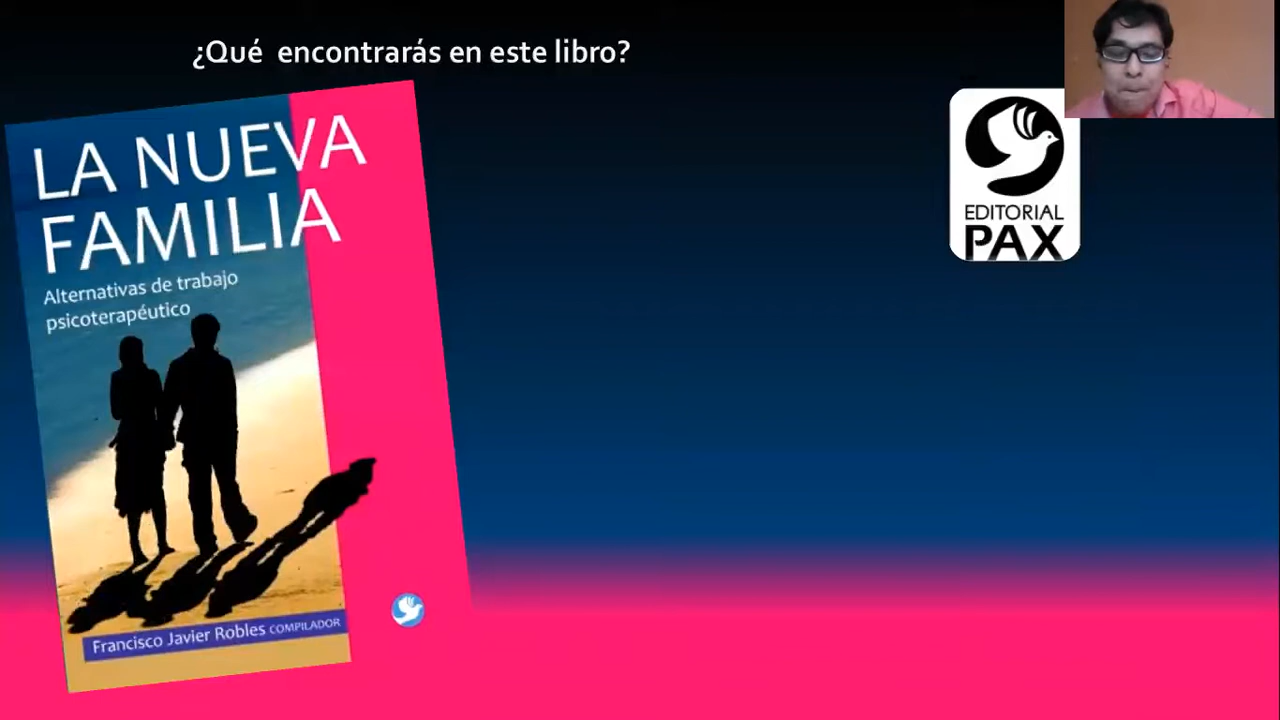 ¿Qué encontrarás en este libro?
LA NUEVA
FAMILIA
Alternativas de trabajo
psicoterapéutico
Francisco Javier Robles COMPILADOR
EDITORIAL
PAX